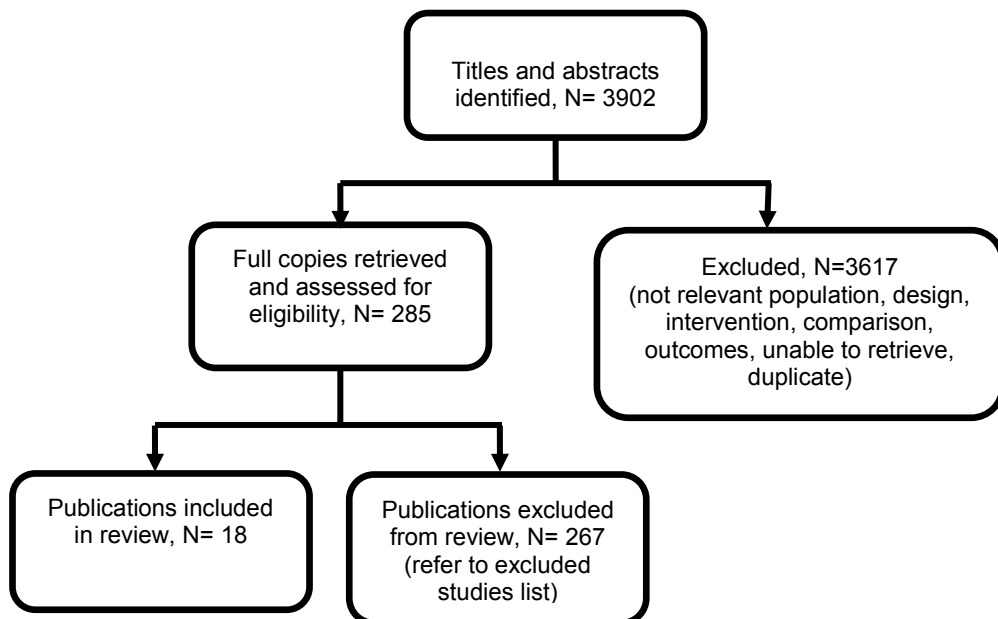 Titles and abstracts
identified, N= 3902
Full copies retrieved
and assessed for
eligibility, N= 285
Excluded, N=3617
(not relevant population, design,
intervention, comparison,
outcomes, unable to retrieve,
duplicate)
Publications included
in review, N= 18
Publications excluded
from review, N= 267
(refer to excluded
studies list)